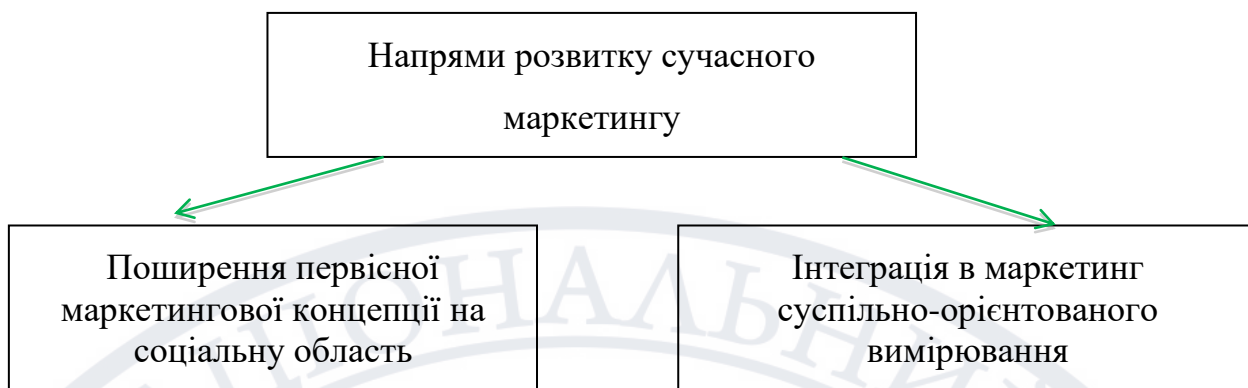 Напрями розвитку сучасного
маркетингу
Поширення первісної
маркетингової концепції на
соціальну область
Інтеграція в маркетинг
суспільно-орієнтованого
вимірювання